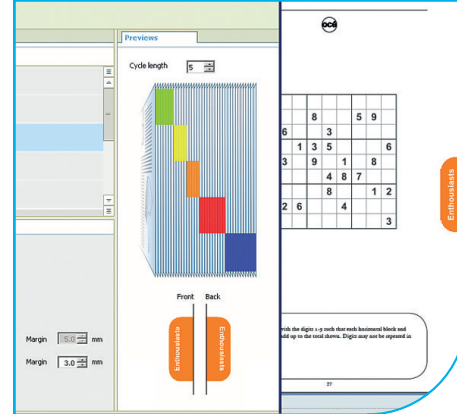 Previews
océ
Cycle length 5
8 5 9
6 3
1 3 5 6
3 9 1 8
4 8 7
8 1 2
2 6 4
3
Enthousiasts
Front Back
Enthousiasts Enthousiasts
with the digits 1-9 such that each horizontal block and
add up to the total shown. Digits may not be repeated in
Margin 5.0 mm
Margin 3.0 mm
27